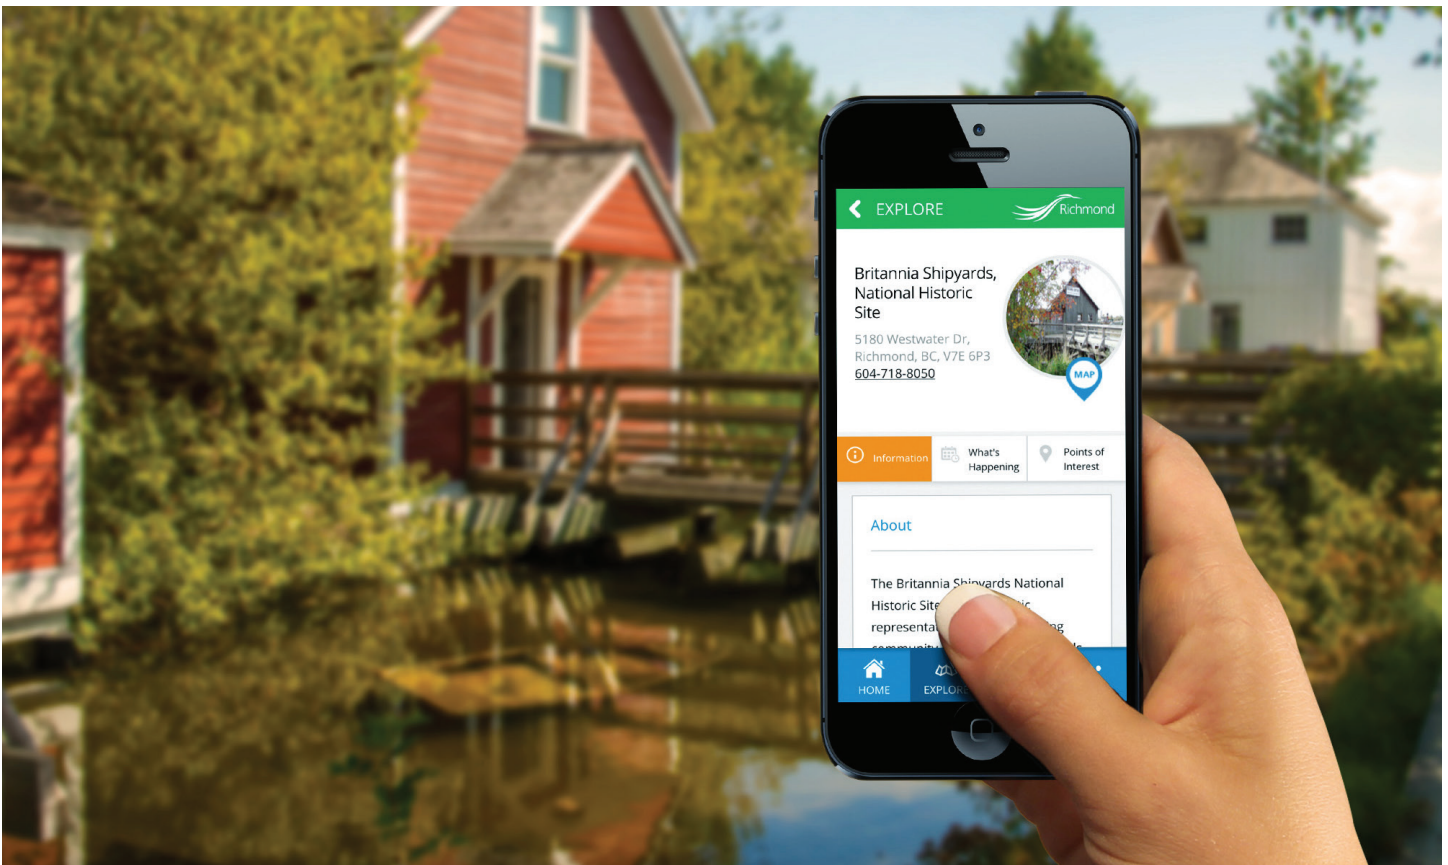 EXPLORE
Richmond
Britannia Shipyards,
National Historic
Site
5180 Westwater Dr,
Richmond, BC, V7E 6P3
604-718-8050
MAP
Information
What's
Happening
Points of
Interest
About
The Britannia Shipyards National
Historic Site
HOME
EXPLORE